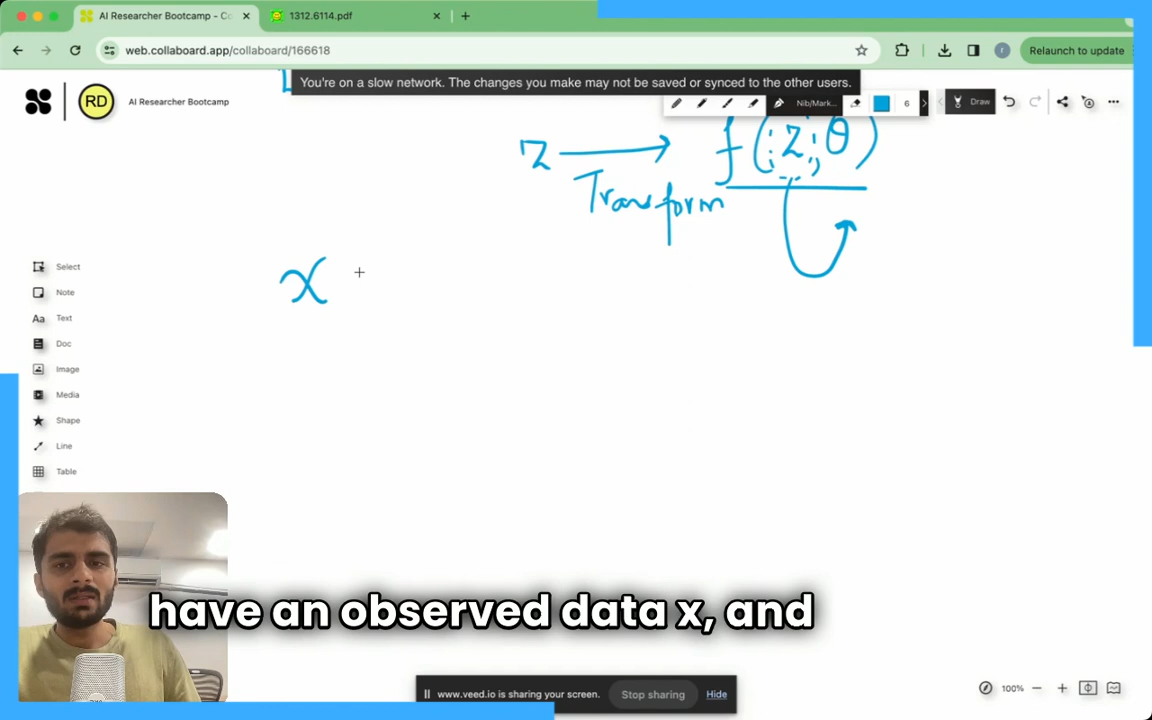 AI Researcher Bootcamp - Co
1312.6114.pdf
web.collaboard.app/collaboard/166618
Relaunch to update
You're on a slow network. The changes you make may not be saved or synced to the other users.
RD
AI Researcher Bootcamp
Nib/Mark...
6
Draw
z → f(z;θ)
Transform
x
Select
Note
Aa Text
Doc
Image
Media
Shape
Line
Table
have an observed data x, and
www.veed.io is sharing your screen.
Stop sharing
Hide
100%